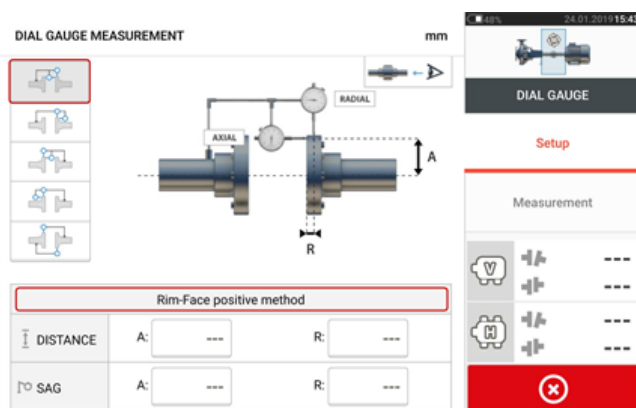 DIAL GAUGE MEASUREMENT
mm
RADIAL
AXIAL
A
R
Rim-Face positive method
DISTANCE
A: ---
R: ---
SAG
A: ---
R: ---
48%
24.01.2019 15:43
DIAL GAUGE
Setup
Measurement
V
---
---
H
---
---